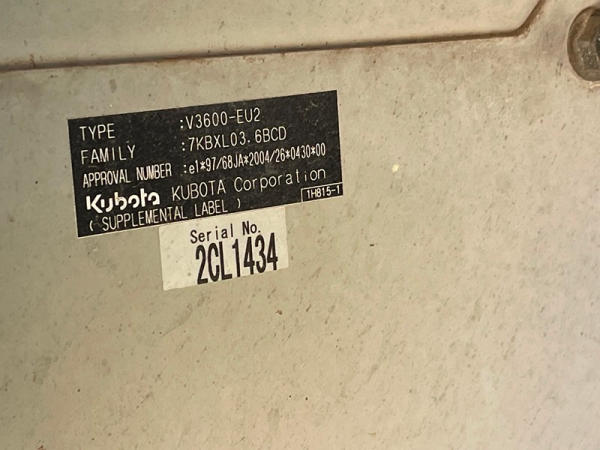 TYPE :V3600-EU2
FAMILY :7KBXL03.6BCD
APPROVAL NUMBER :e1*97/68JA*2004/26*0430*00
Kubota KUBOTA Corporation
( SUPPLEMENTAL LABEL ) 1H815-1
Serial No.
2CL1434